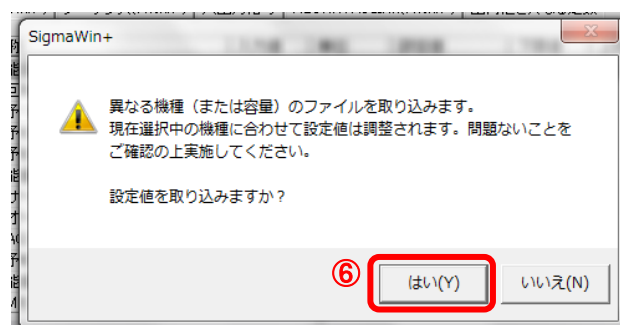 SigmaWin+
異なる機種（または容量）のファイルを取り込みます。
現在選択中の機種に合わせて設定値は調整されます。問題ないことを
ご確認の上実施してください。
設定値を取り込みますか？
⑥
はい(Y)
いいえ(N)